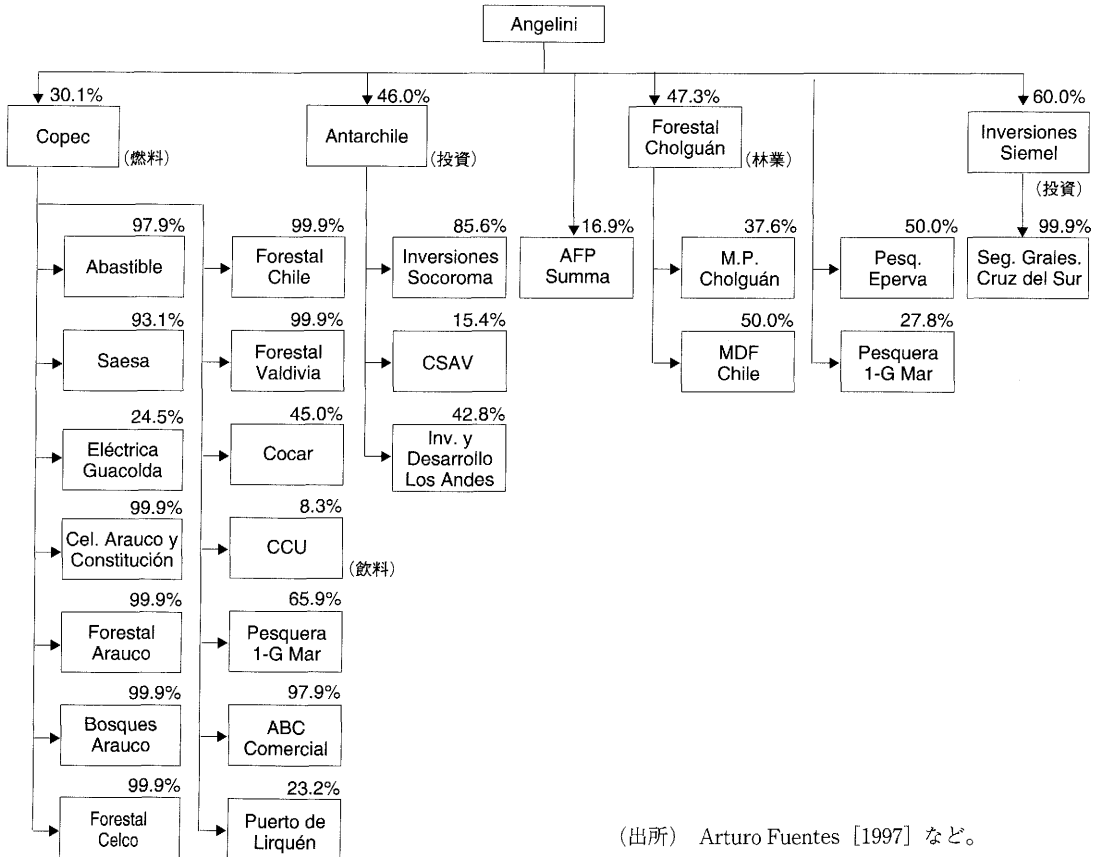 Angelini
30.1%
Copec
(燃料)
46.0%
Antarchile
(投資)
47.3%
Forestal
Cholguán
(林業)
60.0%
Inversiones
Siemel
(投資)
97.9%
Abastible
93.1%
Saesa
24.5%
Eléctrica
Guacolda
99.9%
Cel. Arauco y
Constitución
99.9%
Forestal
Arauco
99.9%
Bosques
Arauco
99.9%
Forestal
Celco
99.9%
Forestal
Chile
99.9%
Forestal
Valdivia
45.0%
Cocar
8.3%
CCU
(飲料)
65.9%
Pesquera
1-G Mar
97.9%
ABC
Comercial
23.2%
Puerto de
Lirquén
85.6%
Inversiones
Socoroma
15.4%
CSAV
42.8%
Inv. y
Desarrollo
Los Andes
16.9%
AFP
Summa
37.6%
M.P.
Cholguán
50.0%
MDF
Chile
50.0%
Pesq.
Eperva
27.8%
Pesquera
1-G Mar
99.9%
Seg. Grales.
Cruz del Sur
(出所) Arturo Fuentes [1997] など。